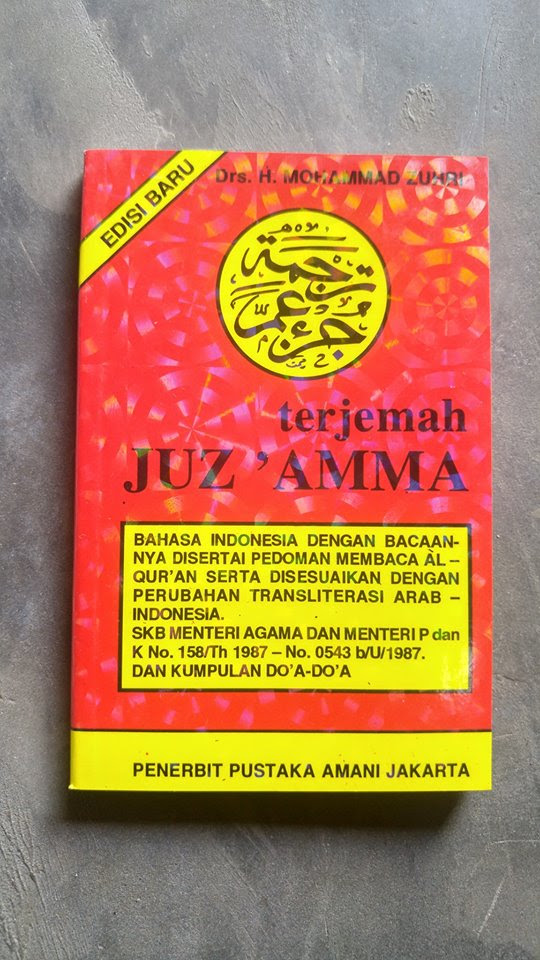 EDISI BARU
Drs. H. MOHAMMAD ZUHRI
ترجمة
جزء عم
terjemah
JUZ 'AMMA
BAHASA INDONESIA DENGAN BACAAN-
NYA DISERTAI PEDOMAN MEMBACA ÀL –
QUR'AN SERTA DISESUAIKAN DENGAN
PERUBAHAN TRANSLITERASI ARAB –
INDONESIA.
SKB MENTERI AGAMA DAN MENTERI P dan
K No. 158/Th 1987 – No. 0543 b/U/1987.
DAN KUMPULAN DO'A-DO'A
PENERBIT PUSTAKA AMANI JAKARTA